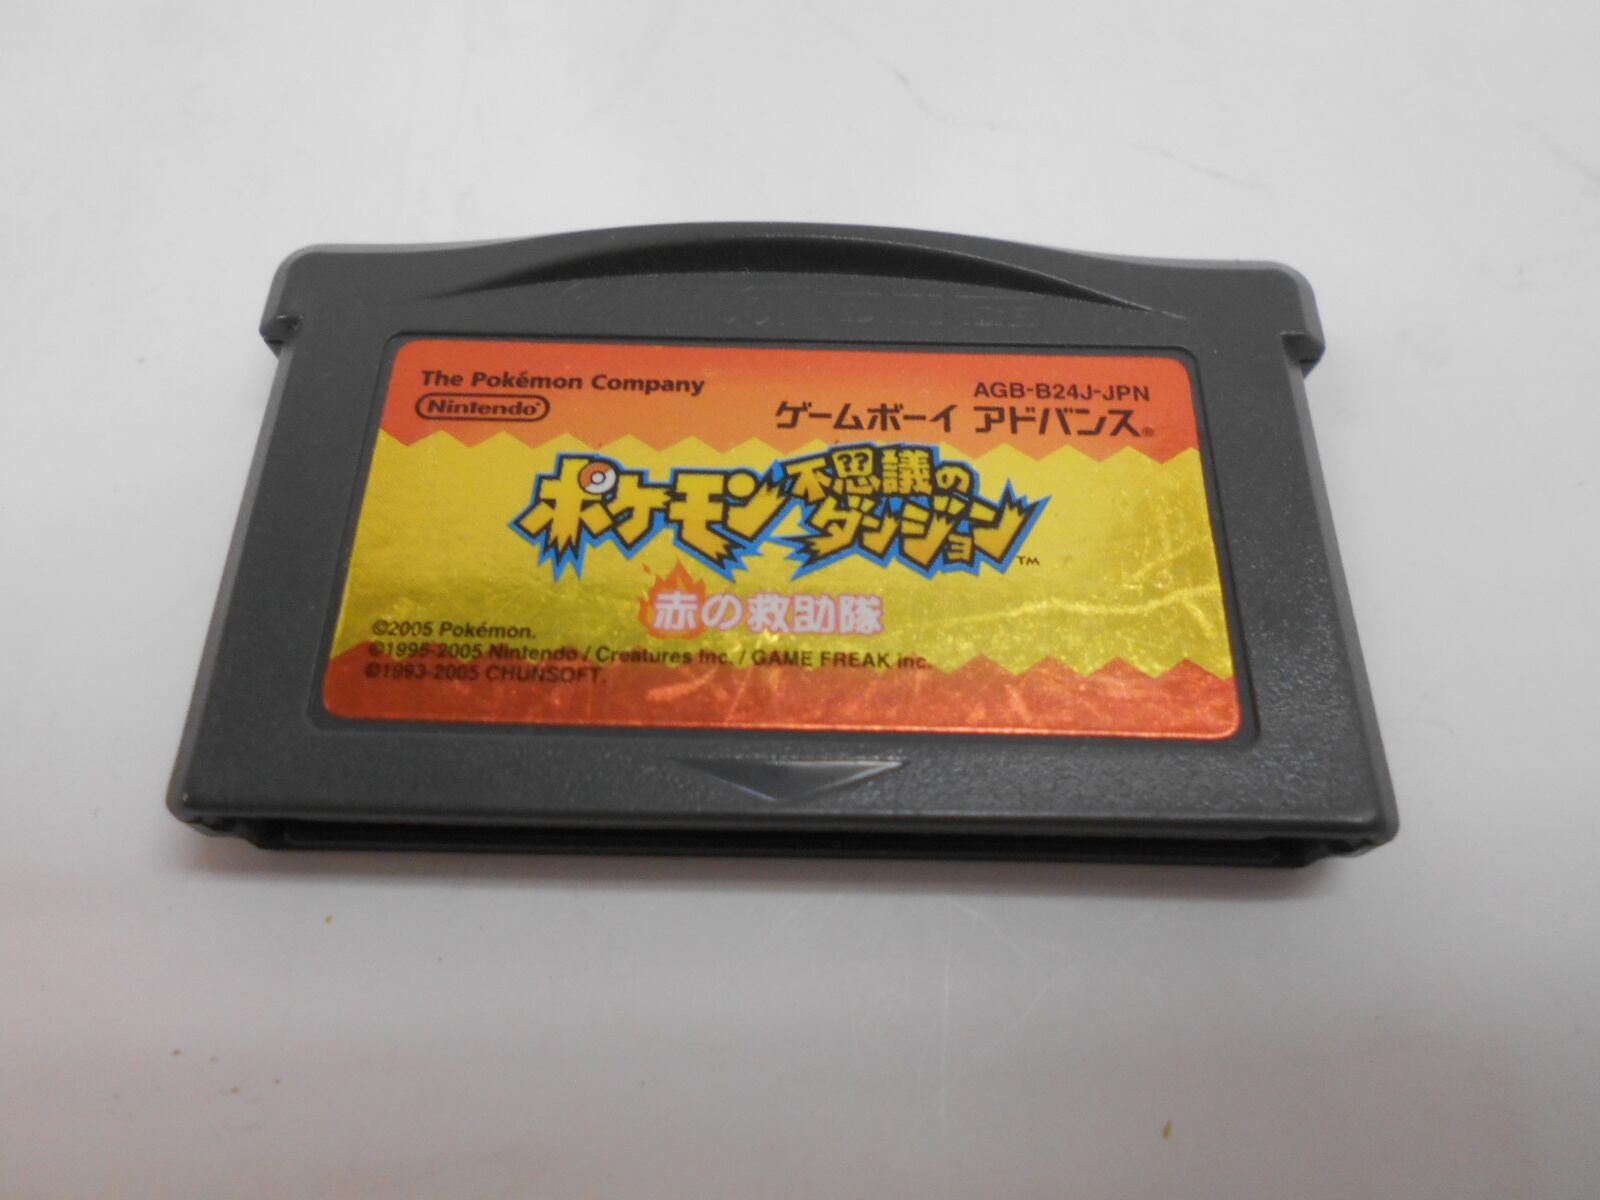 The Pokémon Company
Nintendo®
AGB-B24J-JPN
ゲームボーイ アドバンス®
ポケモン不思議のダンジョン™
赤の救助隊
©2005 Pokémon.
©1995-2005 Nintendo / Creatures Inc. / GAME FREAK inc.
©1993-2005 CHUNSOFT.